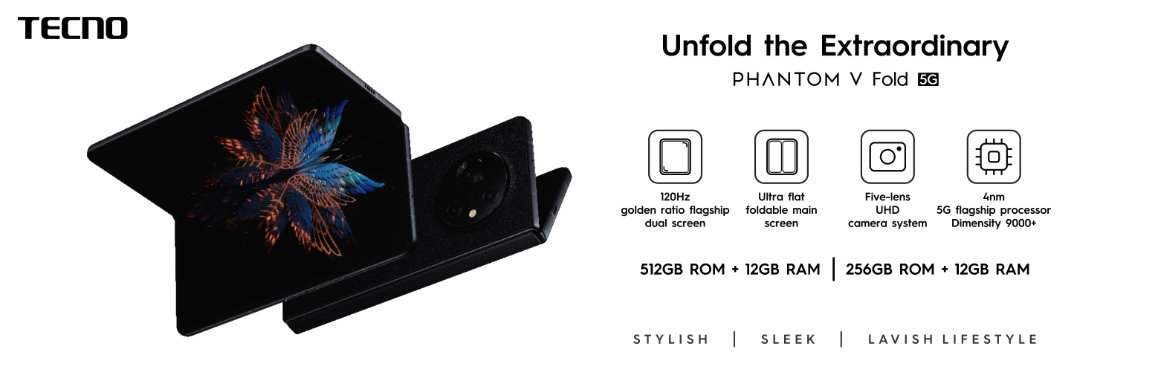 TECNO
Unfold the Extraordinary
PHANTOM V Fold 5G
120Hz
golden ratio flagship
dual screen
Ultra flat
foldable main
screen
Five-lens
UHD
camera system
4nm
5G flagship processor
Dimensity 9000+
512GB ROM + 12GB RAM | 256GB ROM + 12GB RAM
STYLISH | SLEEK | LAVISH LIFESTYLE